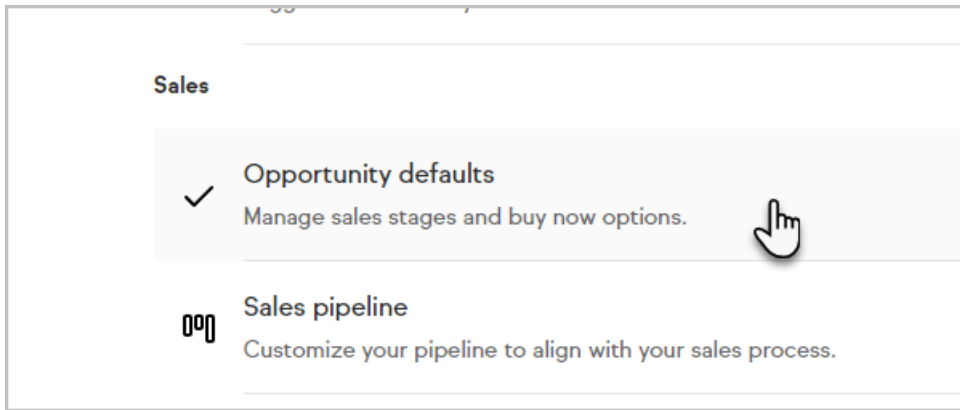 Sales
Opportunity defaults
Manage sales stages and buy now options.
Sales pipeline
Customize your pipeline to align with your sales process.